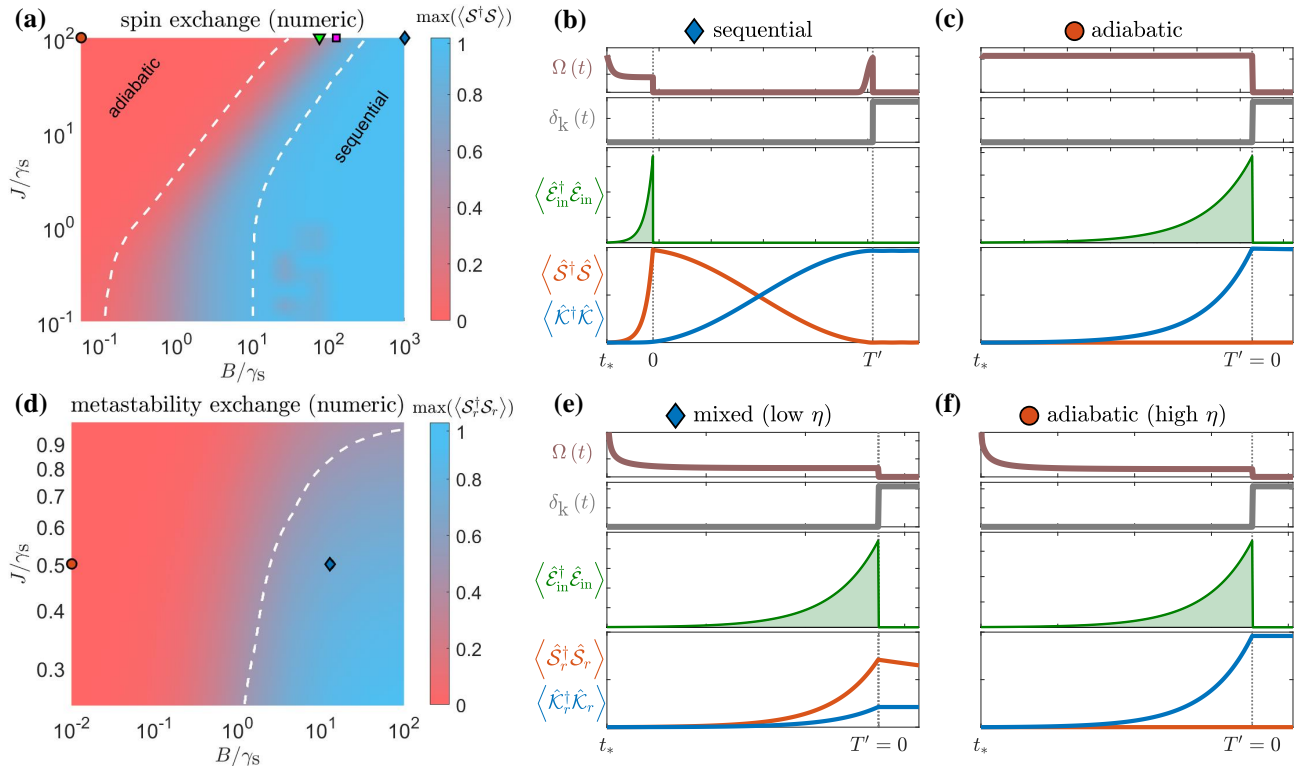 (a) spin exchange (numeric) max(⟨𝒮†𝒮⟩)
adiabatic
sequential
J/γs
10²
10¹
10⁰
10⁻¹
10⁻¹ 10⁰ 10¹ 10² 10³
B/γs
1
0.8
0.6
0.4
0.2
0
(b) sequential
Ω(t)
δk(t)
⟨ℰ̂†in ℰ̂in⟩
⟨𝒮̂†𝒮̂⟩
⟨𝒦̂†𝒦̂⟩
t* 0 T′
(c) adiabatic
t* T′ = 0
(d) metastability exchange (numeric) max(⟨𝒮r†𝒮r⟩)
J/γs
0.9
0.8
0.7
0.6
0.5
0.4
0.3
10⁻² 10⁻¹ 10⁰ 10¹ 10²
B/γs
1
0.8
0.6
0.4
0.2
0
(e) mixed (low η)
Ω(t)
δk(t)
⟨ℰ̂†in ℰ̂in⟩
⟨𝒮̂r†𝒮̂r⟩
⟨𝒦̂r†𝒦̂r⟩
t* T′ = 0
(f) adiabatic (high η)
t* T′ = 0